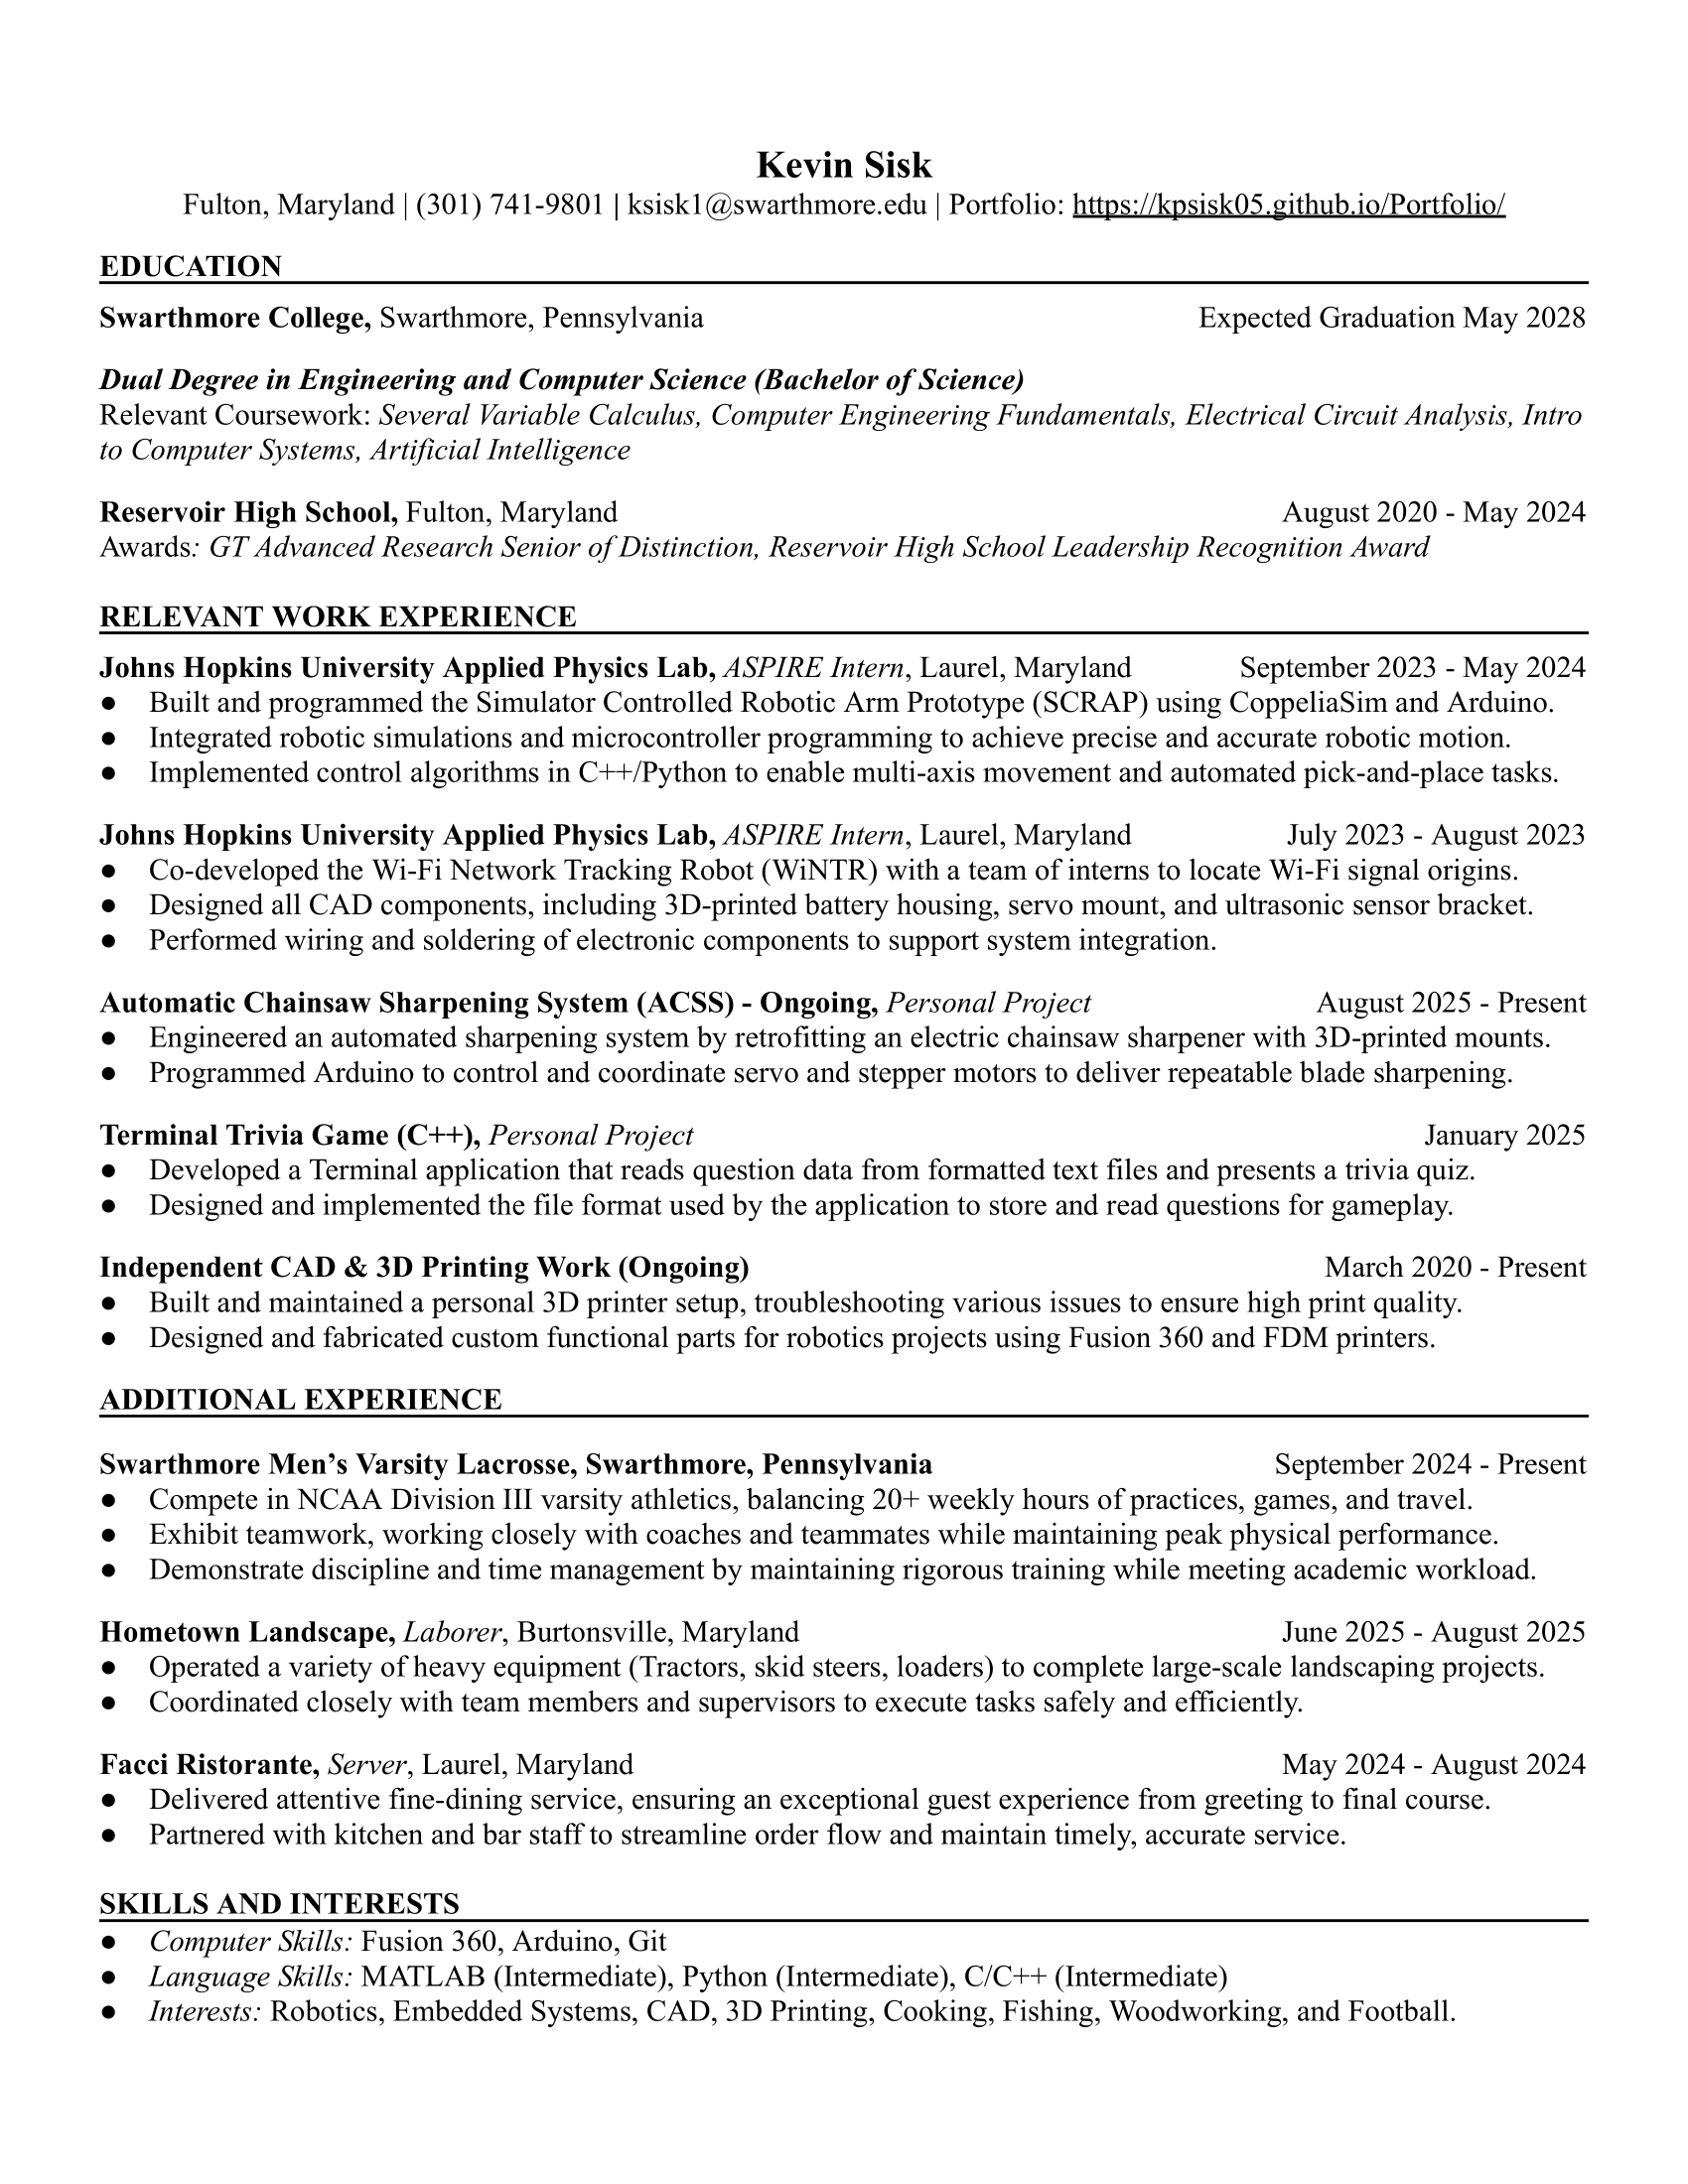 Kevin Sisk
Fulton, Maryland | (301) 741-9801 | ksisk1@swarthmore.edu | Portfolio: https://kpsisk05.github.io/Portfolio/
EDUCATION
Swarthmore College, Swarthmore, Pennsylvania Expected Graduation May 2028
Dual Degree in Engineering and Computer Science (Bachelor of Science)
Relevant Coursework: Several Variable Calculus, Computer Engineering Fundamentals, Electrical Circuit Analysis, Intro
to Computer Systems, Artificial Intelligence
Reservoir High School, Fulton, Maryland August 2020 - May 2024
Awards: GT Advanced Research Senior of Distinction, Reservoir High School Leadership Recognition Award
RELEVANT WORK EXPERIENCE
Johns Hopkins University Applied Physics Lab, ASPIRE Intern, Laurel, Maryland September 2023 - May 2024
● Built and programmed the Simulator Controlled Robotic Arm Prototype (SCRAP) using CoppeliaSim and Arduino.
● Integrated robotic simulations and microcontroller programming to achieve precise and accurate robotic motion.
● Implemented control algorithms in C++/Python to enable multi-axis movement and automated pick-and-place tasks.
Johns Hopkins University Applied Physics Lab, ASPIRE Intern, Laurel, Maryland July 2023 - August 2023
● Co-developed the Wi-Fi Network Tracking Robot (WiNTR) with a team of interns to locate Wi-Fi signal origins.
● Designed all CAD components, including 3D-printed battery housing, servo mount, and ultrasonic sensor bracket.
● Performed wiring and soldering of electronic components to support system integration.
Automatic Chainsaw Sharpening System (ACSS) - Ongoing, Personal Project August 2025 - Present
● Engineered an automated sharpening system by retrofitting an electric chainsaw sharpener with 3D-printed mounts.
● Programmed Arduino to control and coordinate servo and stepper motors to deliver repeatable blade sharpening.
Terminal Trivia Game (C++), Personal Project January 2025
● Developed a Terminal application that reads question data from formatted text files and presents a trivia quiz.
● Designed and implemented the file format used by the application to store and read questions for gameplay.
Independent CAD & 3D Printing Work (Ongoing) March 2020 - Present
● Built and maintained a personal 3D printer setup, troubleshooting various issues to ensure high print quality.
● Designed and fabricated custom functional parts for robotics projects using Fusion 360 and FDM printers.
ADDITIONAL EXPERIENCE
Swarthmore Men’s Varsity Lacrosse, Swarthmore, Pennsylvania September 2024 - Present
● Compete in NCAA Division III varsity athletics, balancing 20+ weekly hours of practices, games, and travel.
● Exhibit teamwork, working closely with coaches and teammates while maintaining peak physical performance.
● Demonstrate discipline and time management by maintaining rigorous training while meeting academic workload.
Hometown Landscape, Laborer, Burtonsville, Maryland June 2025 - August 2025
● Operated a variety of heavy equipment (Tractors, skid steers, loaders) to complete large-scale landscaping projects.
● Coordinated closely with team members and supervisors to execute tasks safely and efficiently.
Facci Ristorante, Server, Laurel, Maryland May 2024 - August 2024
● Delivered attentive fine-dining service, ensuring an exceptional guest experience from greeting to final course.
● Partnered with kitchen and bar staff to streamline order flow and maintain timely, accurate service.
SKILLS AND INTERESTS
● Computer Skills: Fusion 360, Arduino, Git
● Language Skills: MATLAB (Intermediate), Python (Intermediate), C/C++ (Intermediate)
● Interests: Robotics, Embedded Systems, CAD, 3D Printing, Cooking, Fishing, Woodworking, and Football.